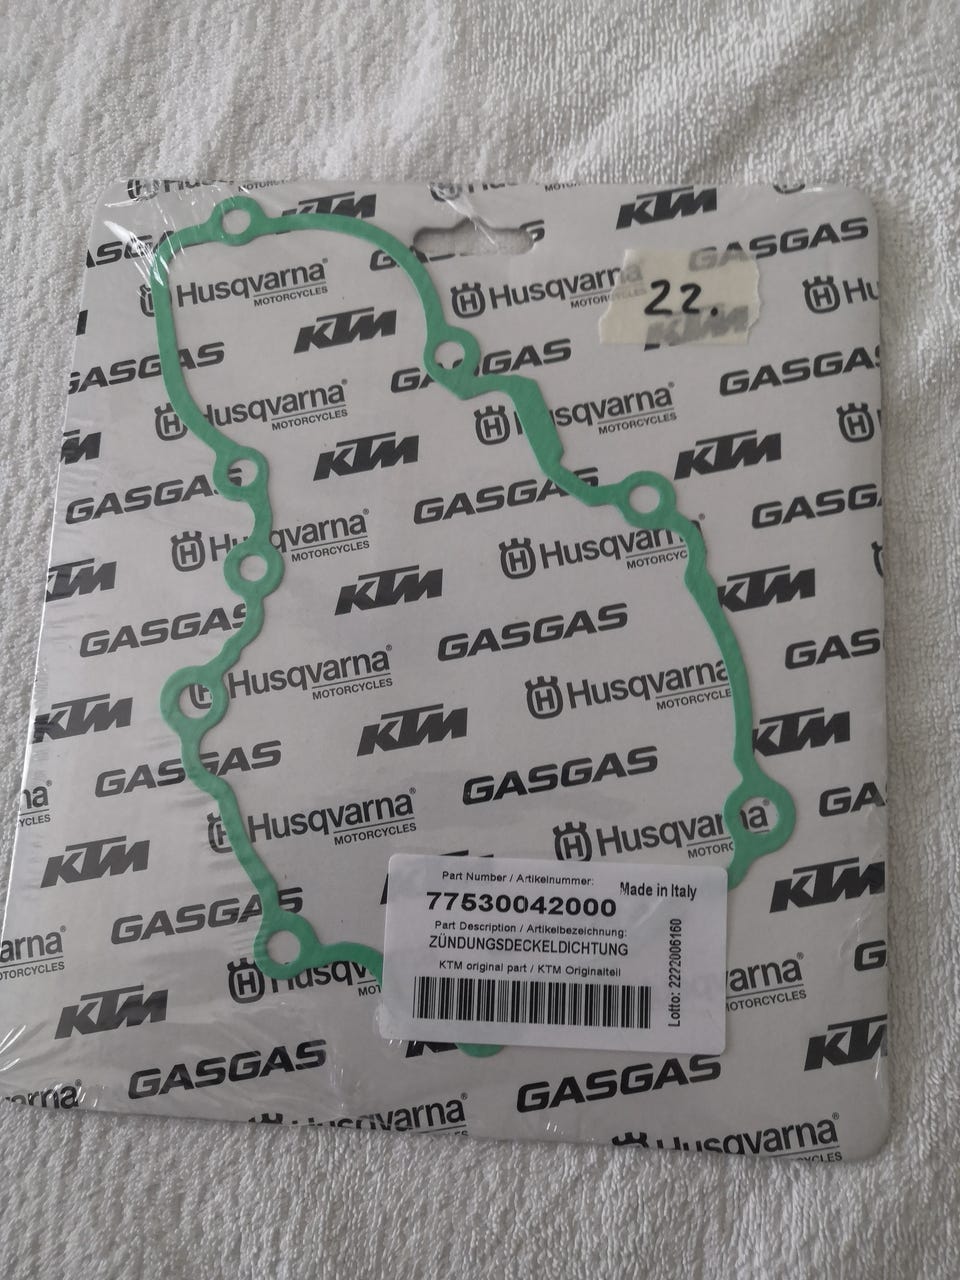 22.
Husqvarna
MOTORCYCLES
KTM
GASGAS
Part Number / Artikelnummer:
Made in Italy
77530042000
Part Description / Artikelbezeichnung:
ZÜNDUNGSDECKELDICHTUNG
KTM original part / KTM Originalteil
Lotto: 2222006160